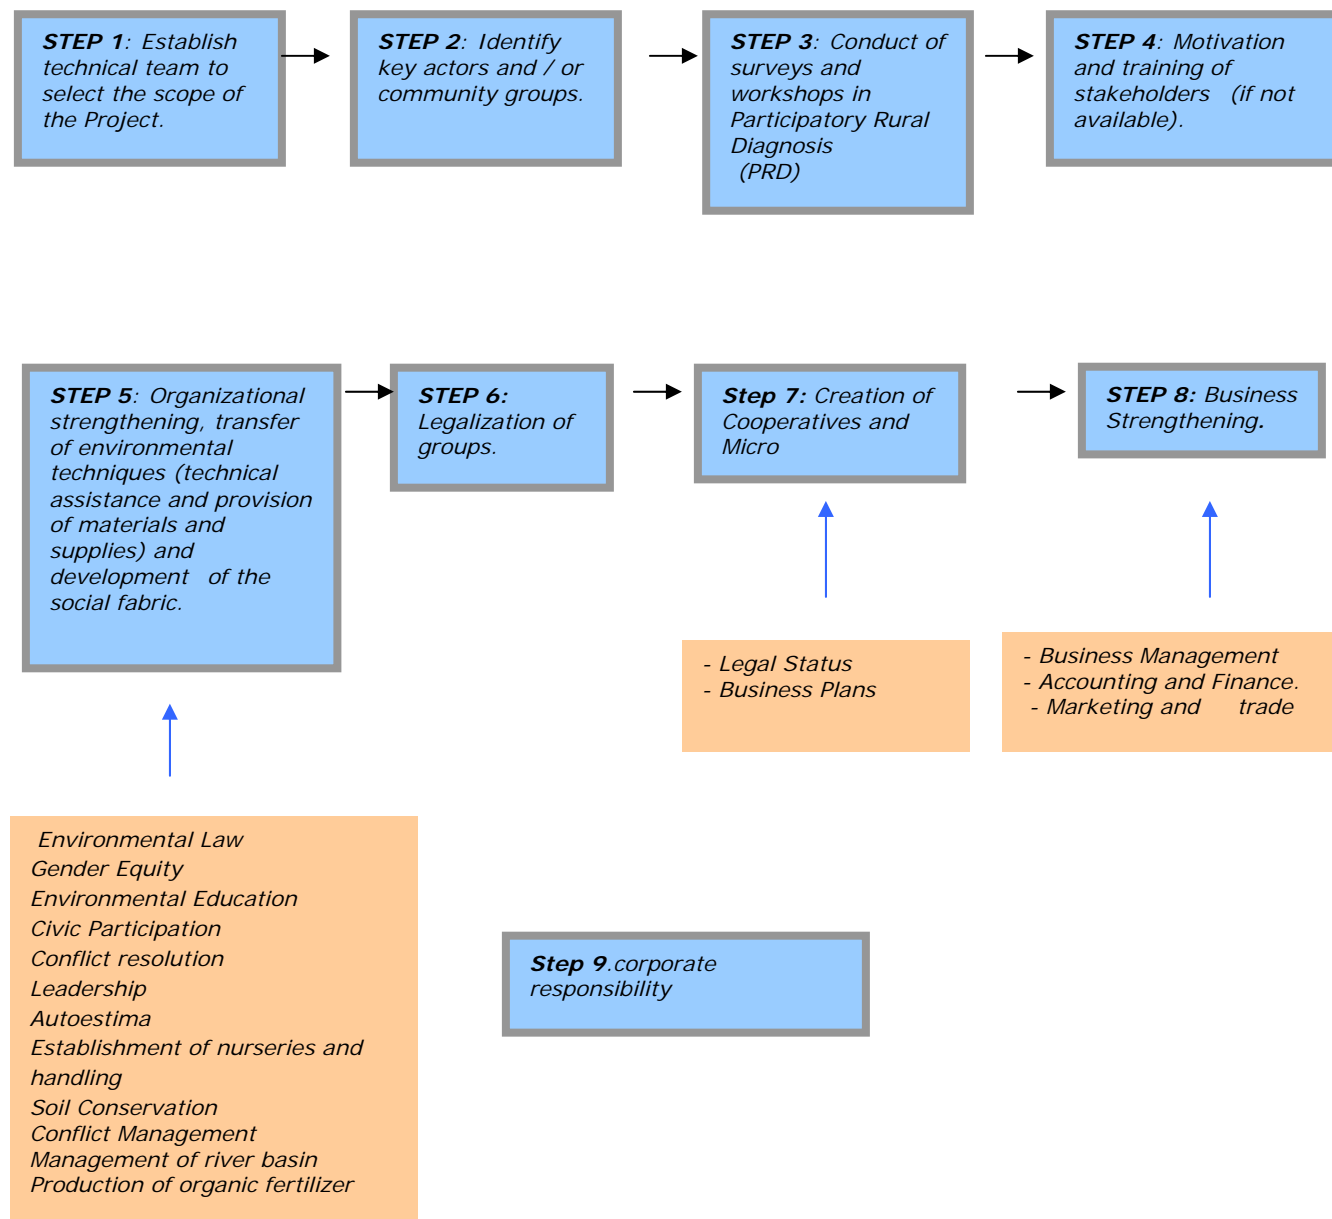 STEP 1: Establish
technical team to
select the scope of
the Project.
STEP 2: Identify
key actors and / or
community groups.
STEP 3: Conduct of
surveys and
workshops in
Participatory Rural
Diagnosis
(PRD)
STEP 4: Motivation
and training of
stakeholders (if not
available).
STEP 5: Organizational
strengthening, transfer
of environmental
techniques (technical
assistance and provision
of materials and
supplies) and
development of the
social fabric.
STEP 6:
Legalization of
groups.
Step 7: Creation of
Cooperatives and
Micro
STEP 8: Business
Strengthening.
- Legal Status
- Business Plans
- Business Management
- Accounting and Finance.
- Marketing and trade
Environmental Law
Gender Equity
Environmental Education
Civic Participation
Conflict resolution
Leadership
Autoestima
Establishment of nurseries and
handling
Soil Conservation
Conflict Management
Management of river basin
Production of organic fertilizer
Step 9.corporate
responsibility